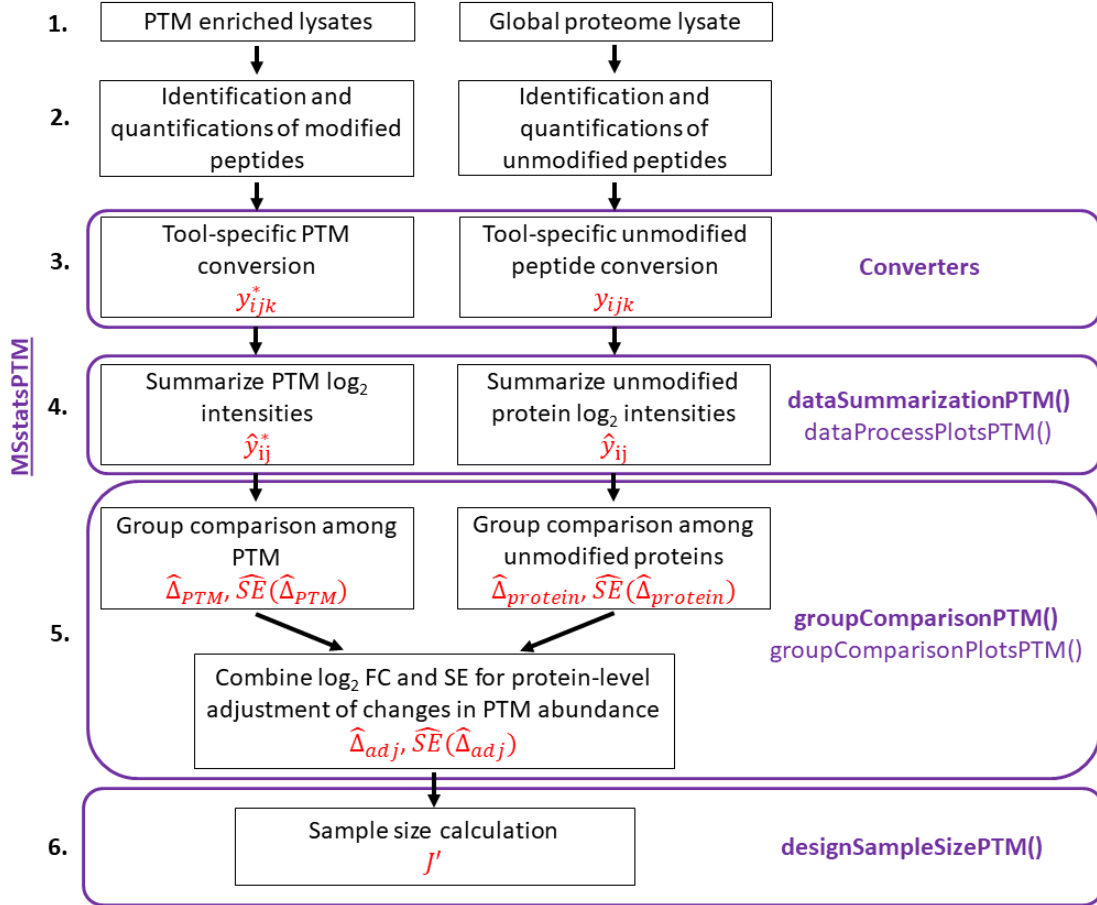 1.
PTM enriched lysates
Global proteome lysate
2.
Identification and
quantifications of modified
peptides
Identification and
quantifications of
unmodified peptides
MSstatsPTM
3.
Tool-specific PTM
conversion
y*ijk
Tool-specific unmodified
peptide conversion
yijk
Converters
4.
Summarize PTM log₂
intensities
ŷ*ij
Summarize unmodified
protein log₂ intensities
ŷij
dataSummarizationPTM()
dataProcessPlotsPTM()
5.
Group comparison among
PTM
Δ̂PTM, SÊ(Δ̂PTM)
Group comparison among
unmodified proteins
Δ̂protein, SÊ(Δ̂protein)
Combine log₂ FC and SE for protein-level
adjustment of changes in PTM abundance
Δ̂adj, SÊ(Δ̂adj)
groupComparisonPTM()
groupComparisonPlotsPTM()
6.
Sample size calculation
J′
designSampleSizePTM()